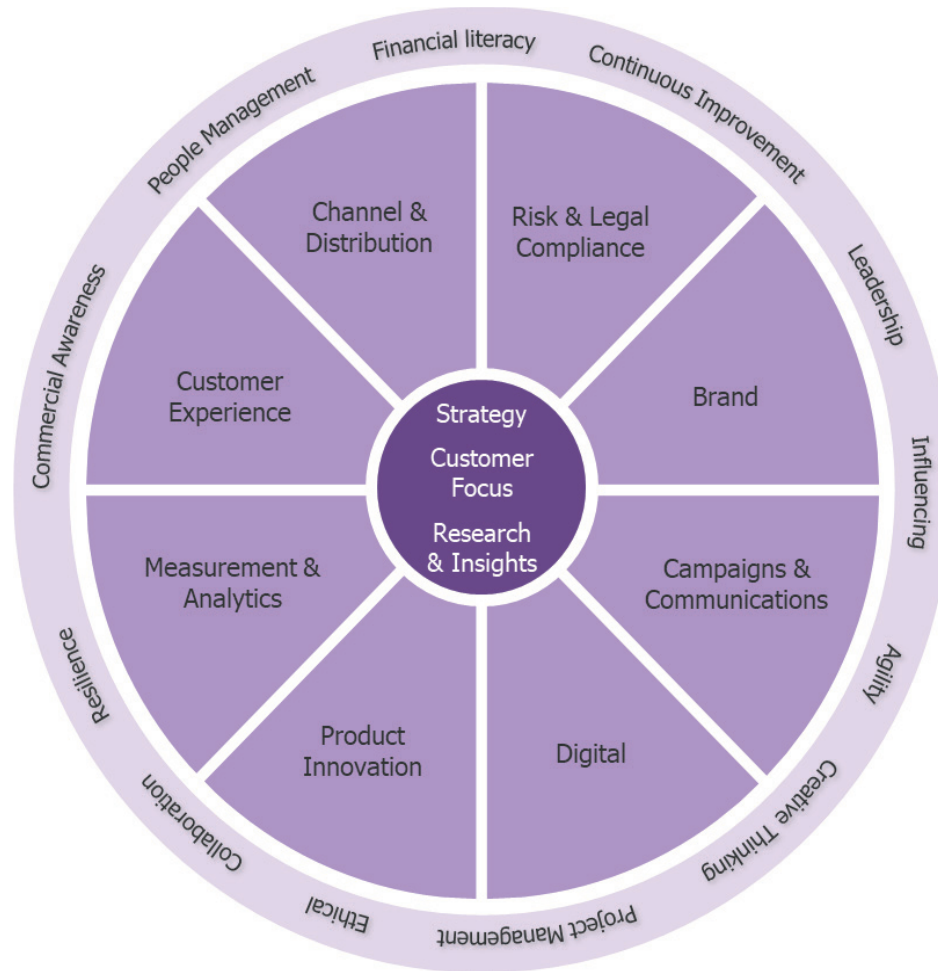 Financial literacy
Continuous Improvement
Leadership
Influencing
Agility
Creative Thinking
Project Management
Ethical
Collaboration
Resilience
Commercial Awareness
People Management
Channel &
Distribution
Risk & Legal
Compliance
Brand
Campaigns &
Communications
Digital
Product
Innovation
Measurement &
Analytics
Customer
Experience
Strategy
Customer
Focus
Research
& Insights